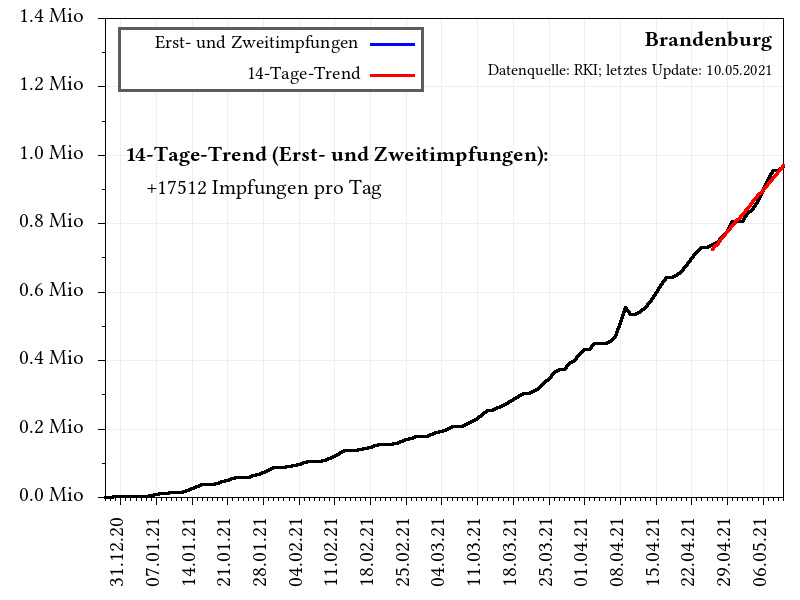 1.4 Mio
1.2 Mio
1.0 Mio
0.8 Mio
0.6 Mio
0.4 Mio
0.2 Mio
0.0 Mio
Erst- und Zweitimpfungen
14-Tage-Trend
Brandenburg
Datenquelle: RKI; letztes Update: 10.05.2021
14-Tage-Trend (Erst- und Zweitimpfungen):
+17512 Impfungen pro Tag
31.12.20
07.01.21
14.01.21
21.01.21
28.01.21
04.02.21
11.02.21
18.02.21
25.02.21
04.03.21
11.03.21
18.03.21
25.03.21
01.04.21
08.04.21
15.04.21
22.04.21
29.04.21
06.05.21